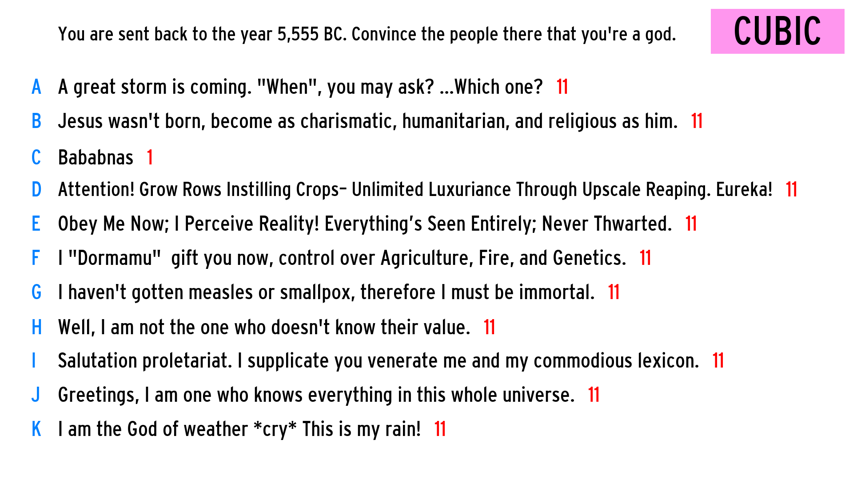 You are sent back to the year 5,555 BC. Convince the people there that you're a god.
CUBIC
A A great storm is coming. "When", you may ask? ...Which one? 11
B Jesus wasn't born, become as charismatic, humanitarian, and religious as him. 11
C Bababnas 1
D Attention! Grow Rows Instilling Crops- Unlimited Luxuriance Through Upscale Reaping. Eureka! 11
E Obey Me Now; I Perceive Reality! Everything's Seen Entirely; Never Thwarted. 11
F I "Dormamu" gift you now, control over Agriculture, Fire, and Genetics. 11
G I haven't gotten measles or smallpox, therefore I must be immortal. 11
H Well, I am not the one who doesn't know their value. 11
I Salutation proletariat. I supplicate you venerate me and my commodious lexicon. 11
J Greetings, I am one who knows everything in this whole universe. 11
K I am the God of weather *cry* This is my rain! 11